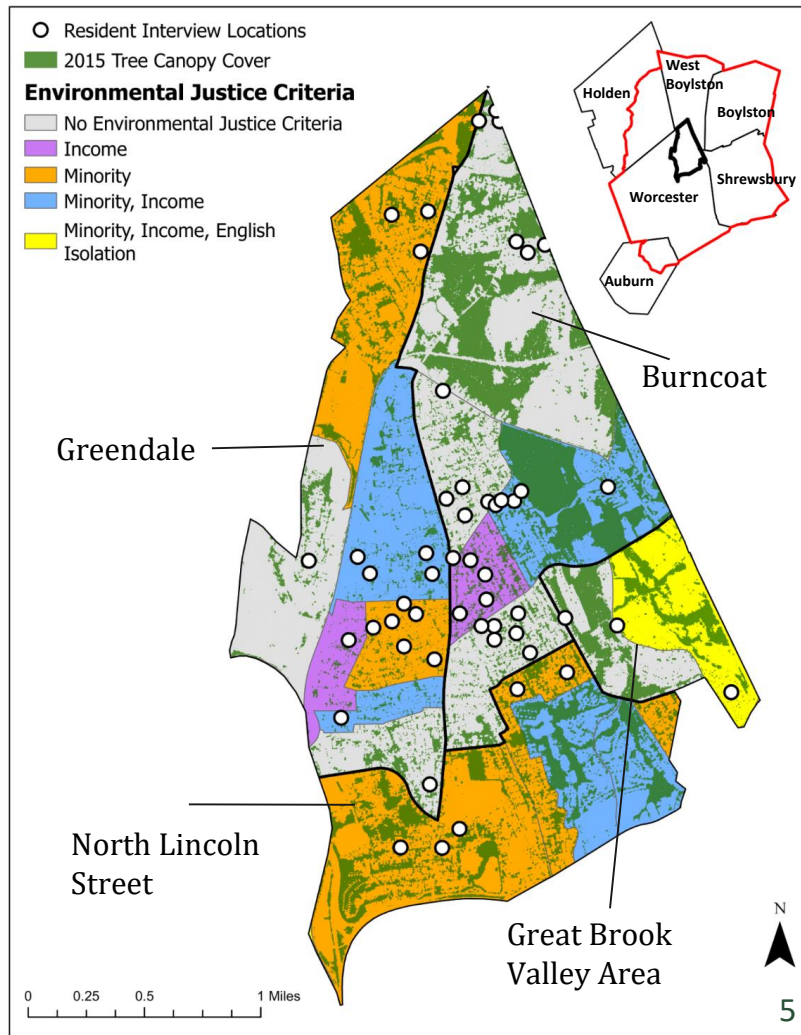 Resident Interview Locations
2015 Tree Canopy Cover
Environmental Justice Criteria
No Environmental Justice Criteria
Income
Minority
Minority, Income
Minority, Income, English
Isolation
West
Boylston
Holden
Boylston
Worcester
Shrewsbury
Auburn
Burncoat
Greendale
North Lincoln
Street
Great Brook
Valley Area
N
0 0.25 0.5 1 Miles
5